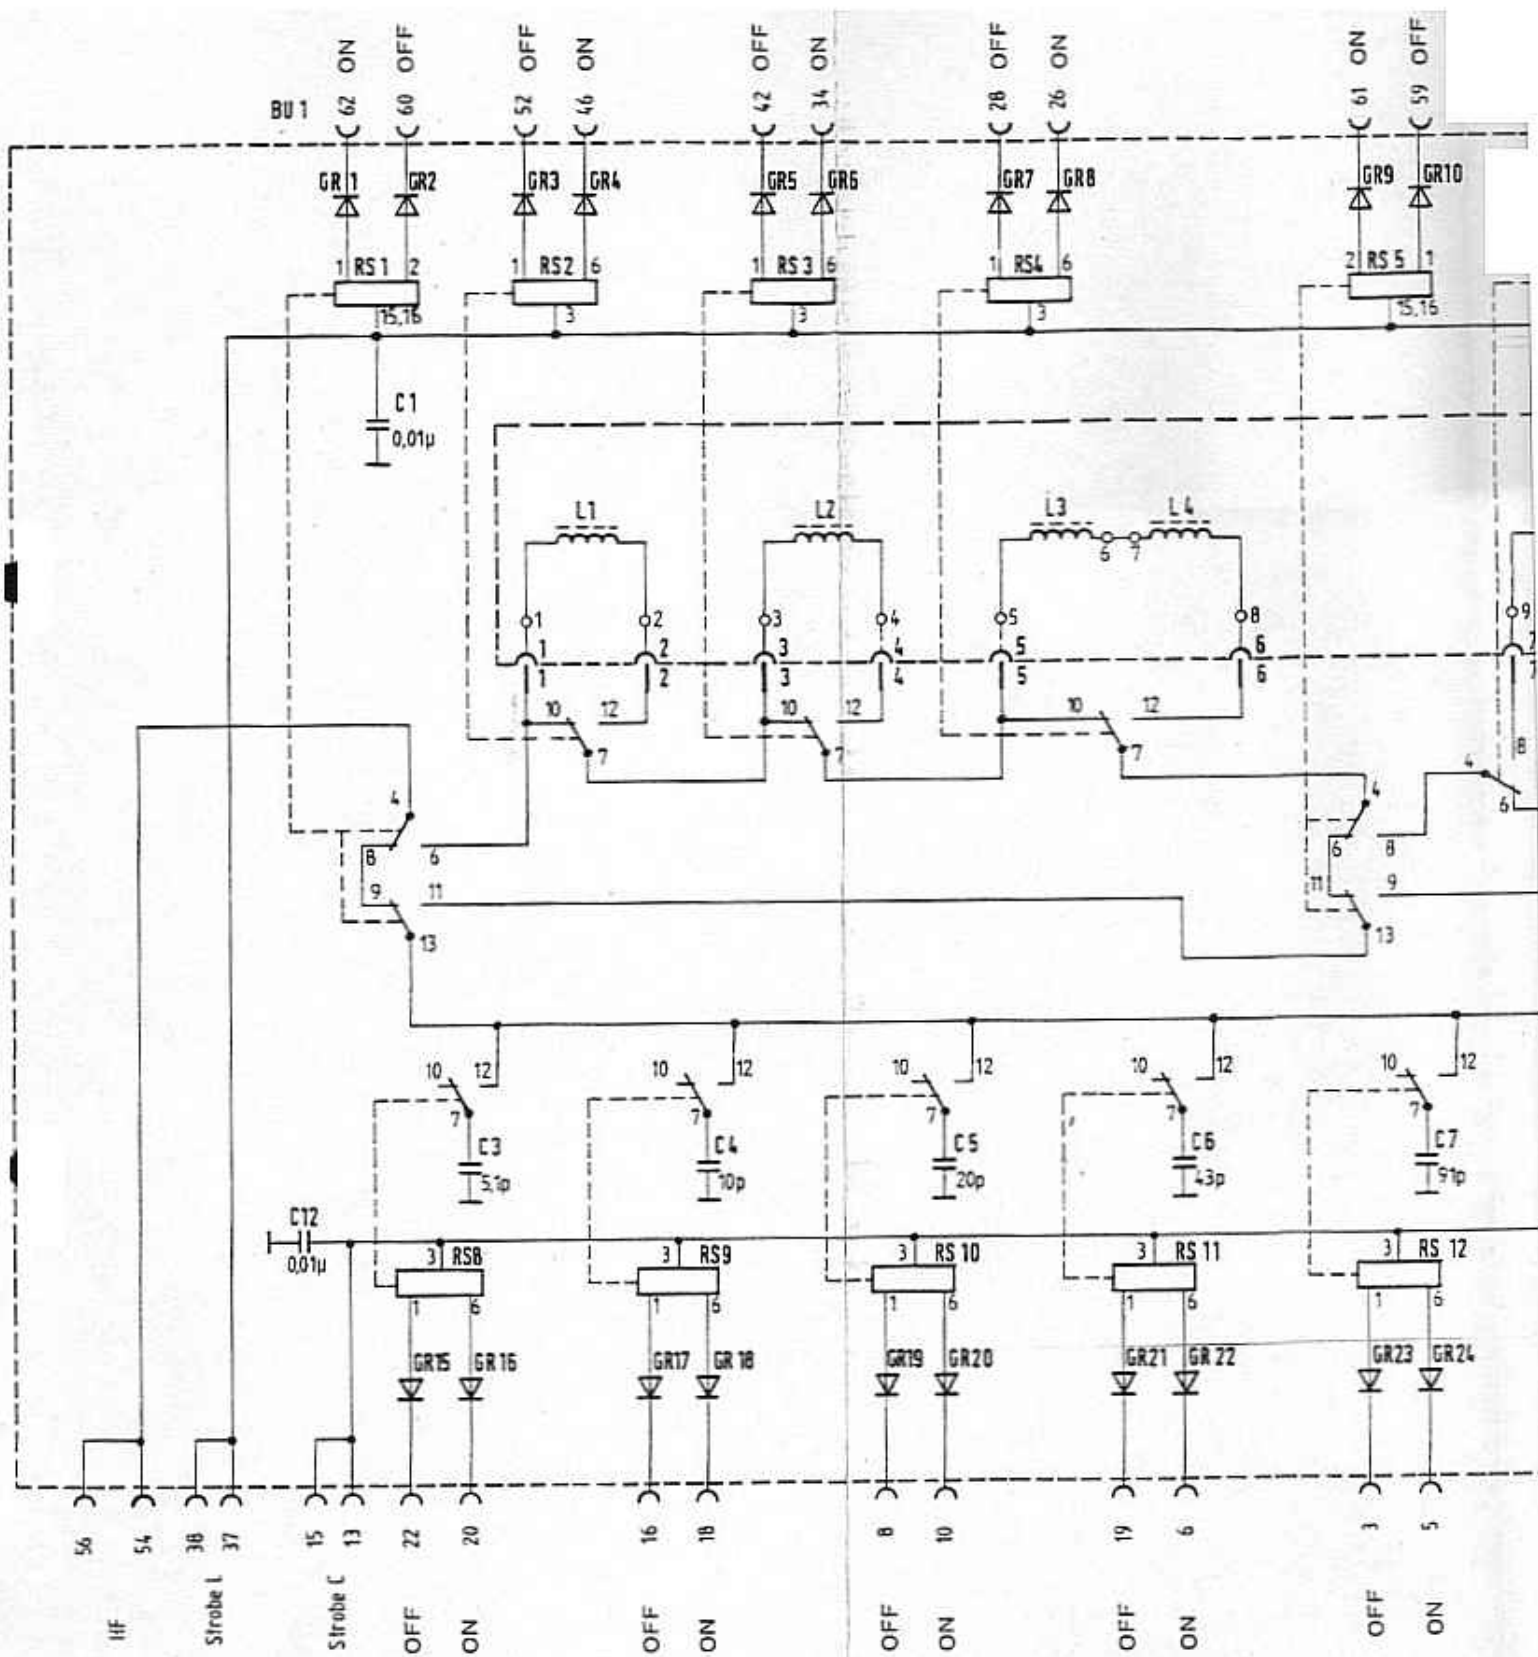 BU 1
62 ON
60 OFF
52 OFF
46 ON
42 OFF
34 ON
28 OFF
26 ON
61 ON
59 OFF
GR 1
GR2
GR3
GR4
GR5
GR6
GR7
GR8
GR9
GR10
1 RS 1 2
1 RS 2 6
1 RS 3 6
1 RS4 6
2 RS 5 1
15,16
3
3
3
15,16
C 1
0,01µ
L1
L2
L3
L4
6 7
1 2 3 4 5 8 9
1 2 3 4 5 6
1 2 3 4 5 6
10 12
7
10 12
7
10 12
7
8
4
6
4
8 6
9 11
13
4
6 8
11 9
13
10 12
7
10 12
7
10 12
7
10 12
7
10 12
7
C3
5,1p
C4
10p
C5
20p
C6
43p
C7
91p
C12
0,01µ
3 RS8
3 RS9
3 RS 10
3 RS 11
3 RS 12
1 6
1 6
1 6
1 6
1 6
GR15
GR16
GR17
GR 18
GR19
GR20
GR21
GR 22
GR23
GR24
56
54
38
37
15
13
22
20
16
18
8
10
19
6
3
5
HF
Strobe L
Strobe C
OFF
ON
OFF
ON
OFF
ON
OFF
ON
OFF
ON